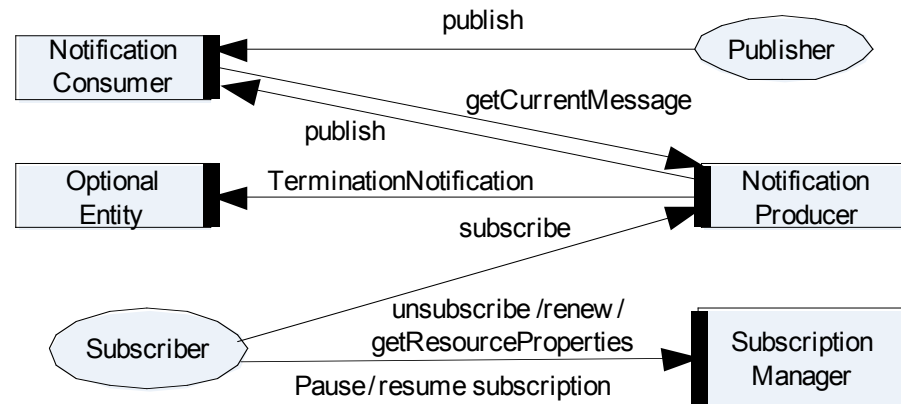 publish
Notification
Consumer
Publisher
getCurrentMessage
publish
Optional
Entity
TerminationNotification
Notification
Producer
subscribe
Subscriber
unsubscribe /renew /
getResourceProperties
Subscription
Manager
Pause/resume subscription